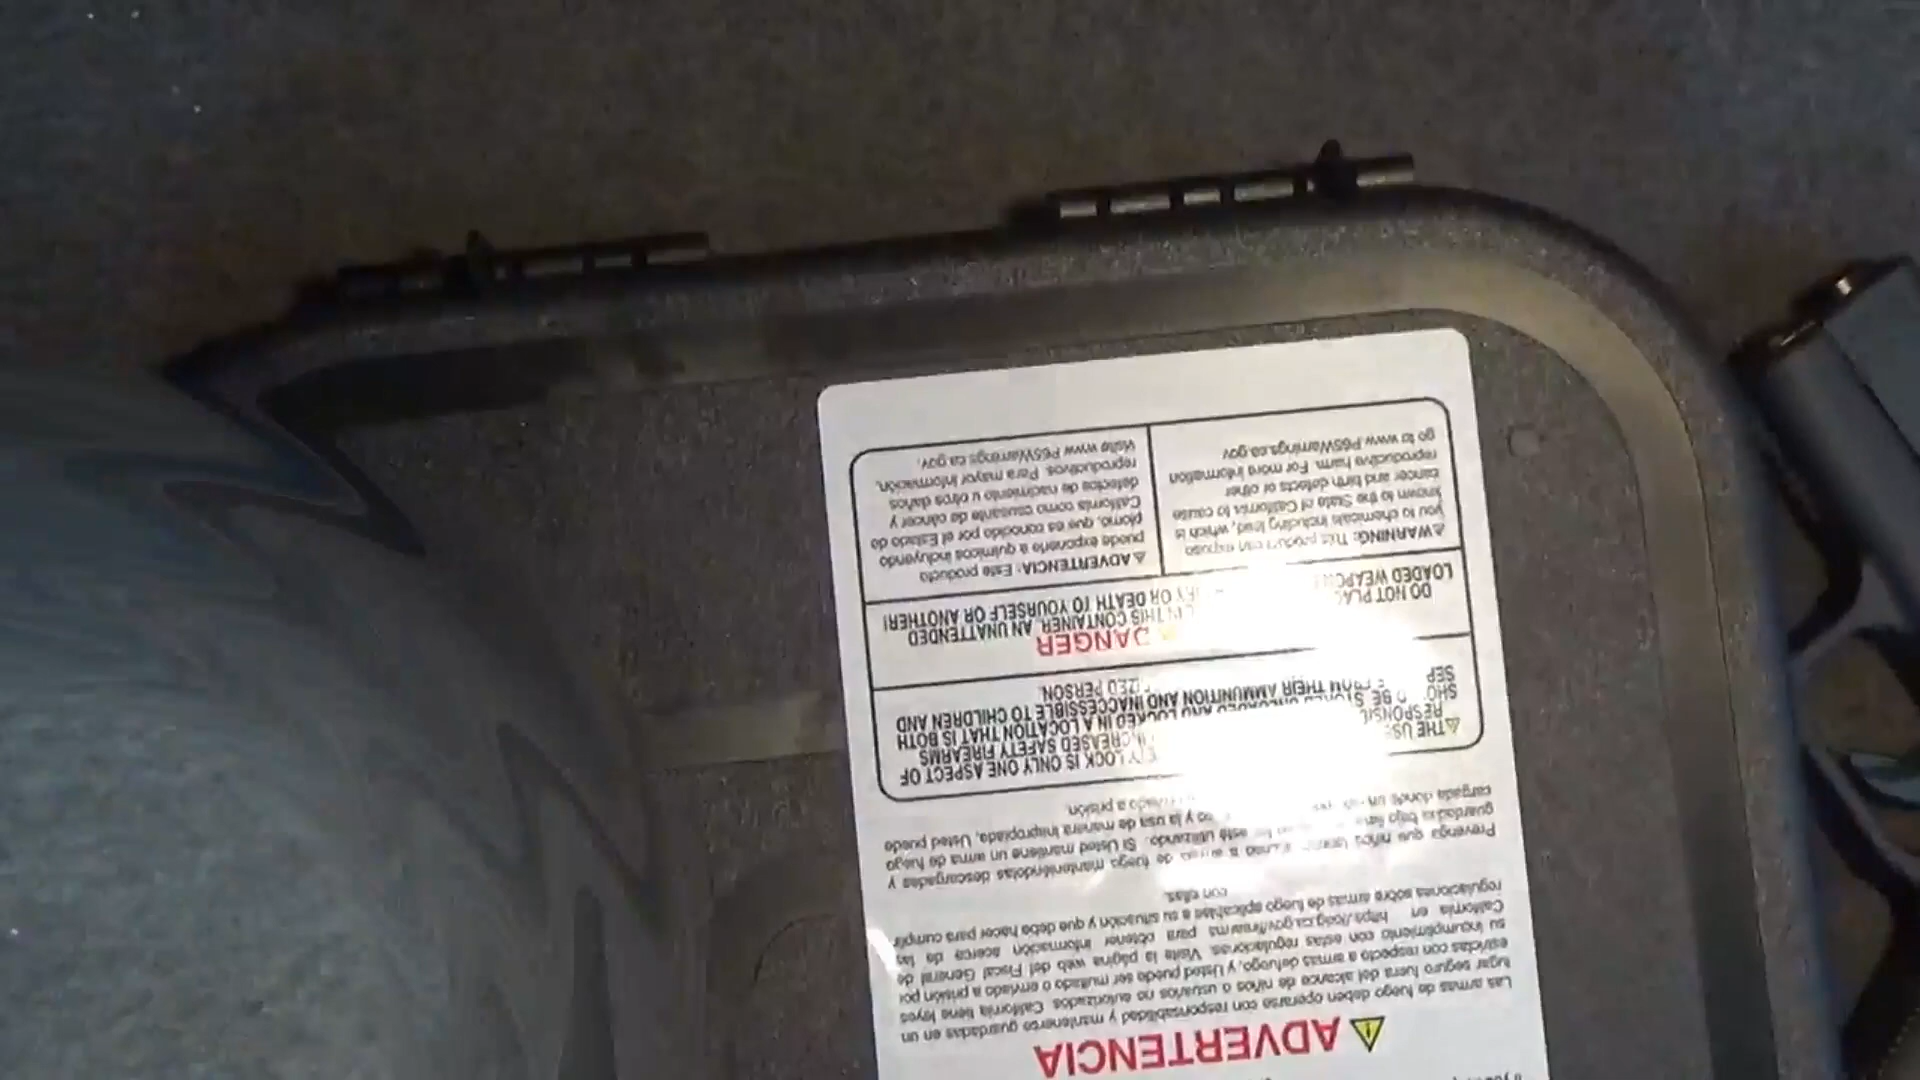 ADVERTENCIA
Las armas de fuego deben operarse con responsabilidad y mantenerse guardadas en un
lugar seguro fuera del alcance de niños o usuarios no autorizados. California tiene leyes
estrictas con respecto a armas defuego, y Usted puede ser multado o enviado a prisión por
su incumplimiento con estas regulaciones. Visite la página web del Fiscal General de
California en https://oag.ca.gov/firearms para obtener información acerca de las
regulaciones sobre armas de fuego aplicables a su situación y que debe hacer para cumplir
con ellas.
Prevenga que niños de fuego manteniéndolas descargadas y
guardadas bajo llave esté utilizando. Si Usted mantiene un arma de fuego
cargada donde un y la usa de manera inapropiada, Usted puede
a prisión.
THE USE LOCK IS ONLY ONE ASPECT OF
RESPONSI INCREASED SAFETY FIREARMS
BE STORED UNLOADED AND LOCKED IN A LOCATION THAT IS BOTH
FROM THEIR AMMUNITION AND INACCESSIBLE TO CHILDREN AND
PERSON.
DANGER
DO NOT IN THIS CONTAINER, AN UNATTENDED
LOADED WEAPON OR DEATH TO YOURSELF OR ANOTHER!
WARNING: This product can expose
you to chemicals including lead, which is
known to the State of California to cause
cancer and birth defects or other
reproductive harm. For more information
go to www.P65Warnings.ca.gov
ADVERTENCIA: Este producto
puede exponerle a químicos incluyendo
plomo, que es conocido por el Estado de
California como causante de cáncer y
defectos de nacimiento u otros daños
reproductivos. Para mayor información,
visite www.P65Warnings.ca.gov.